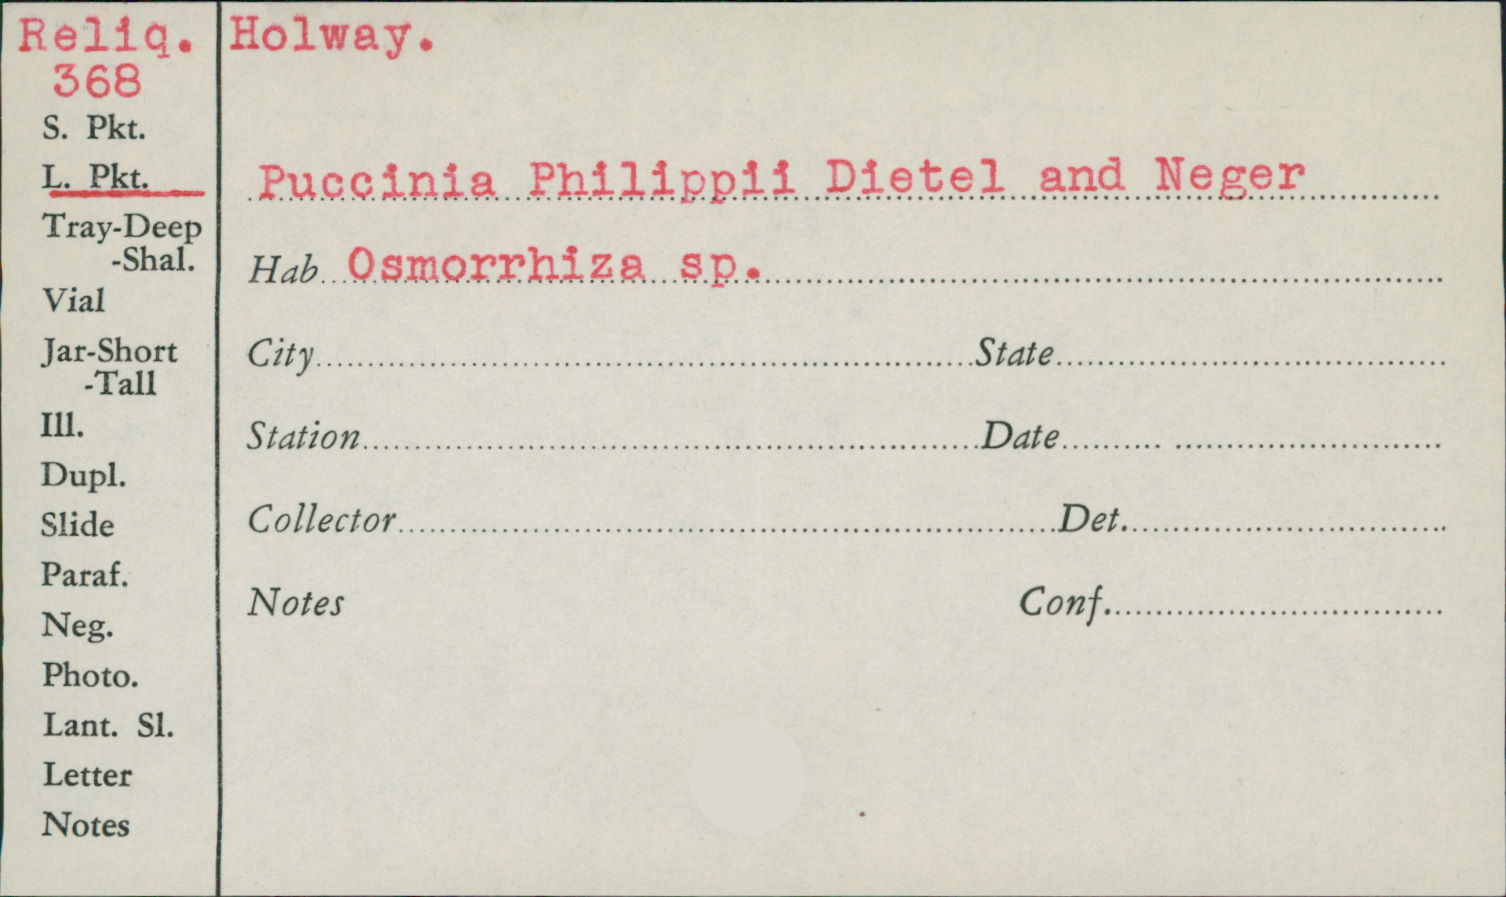 Reliq. Holway.
368
S. Pkt.
L. Pkt.
Tray-Deep
-Shal.
Vial
Jar-Short
-Tall
Ill.
Dupl.
Slide
Paraf.
Neg.
Photo.
Lant. Sl.
Letter
Notes
Puccinia Philippii Dietel and Neger
Hab Osmorrhiza sp.
City State
Station Date
Collector Det.
Notes Conf.